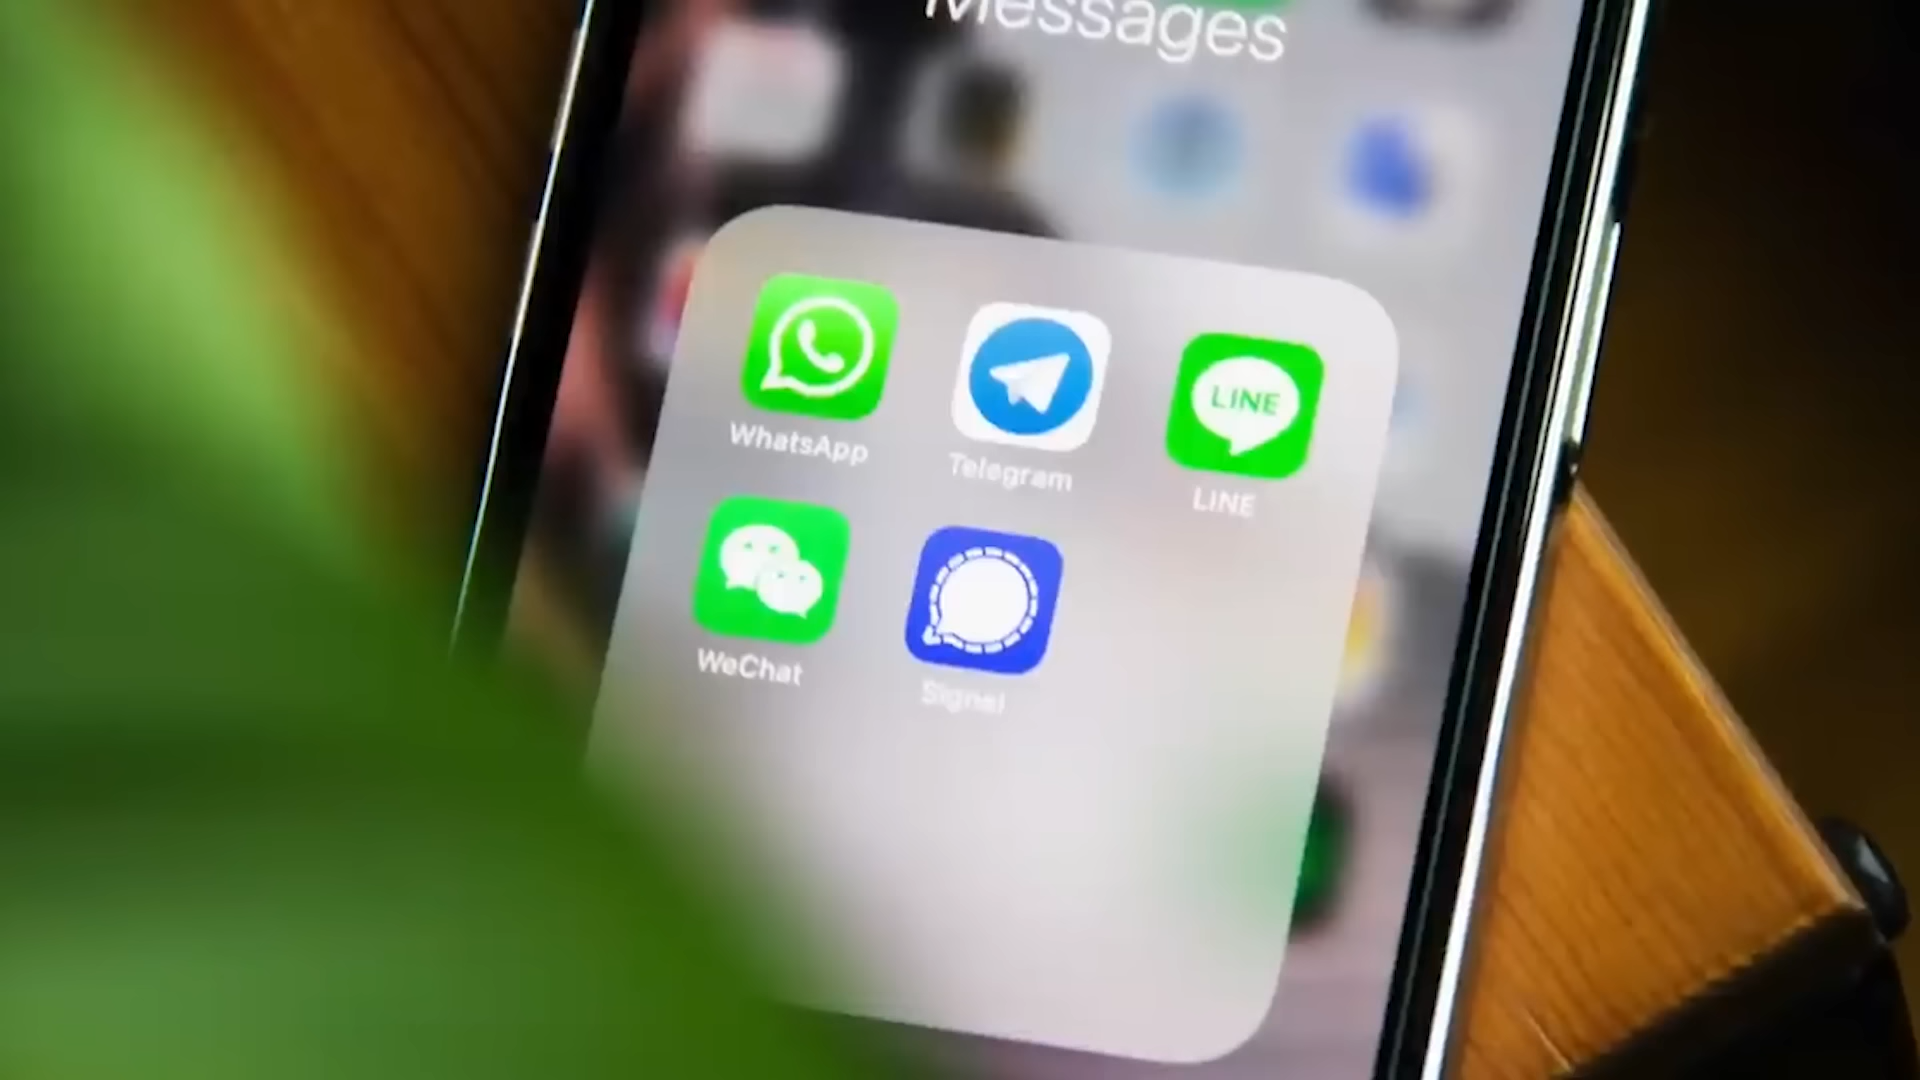 Messages
LINE
WhatsApp
Telegram
LINE
WeChat
Signal